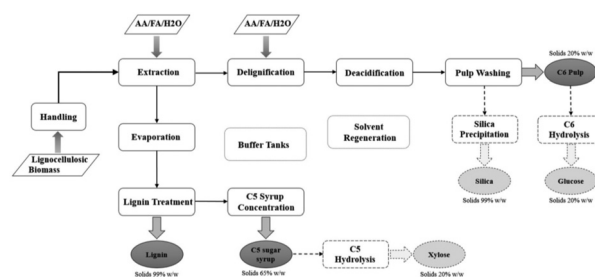 AA/FA/H2O
AA/FA/H2O
Solids 20% w/w
Extraction
Delignification
Deacidification
Pulp Washing
C6 Pulp
Handling
Evaporation
Buffer Tanks
Solvent
Regeneration
Silica
Precipitation
C6
Hydrolysis
Lignocellulosic
Biomass
Silica
Glucose
Solids 99% w/w
Solids 20% w/w
Lignin Treatment
C5 Syrup
Concentration
Lignin
C5 sugar
syrup
C5
Hydrolysis
Xylose
Solids 99% w/w
Solids 65% w/w
Solids 20% w/w